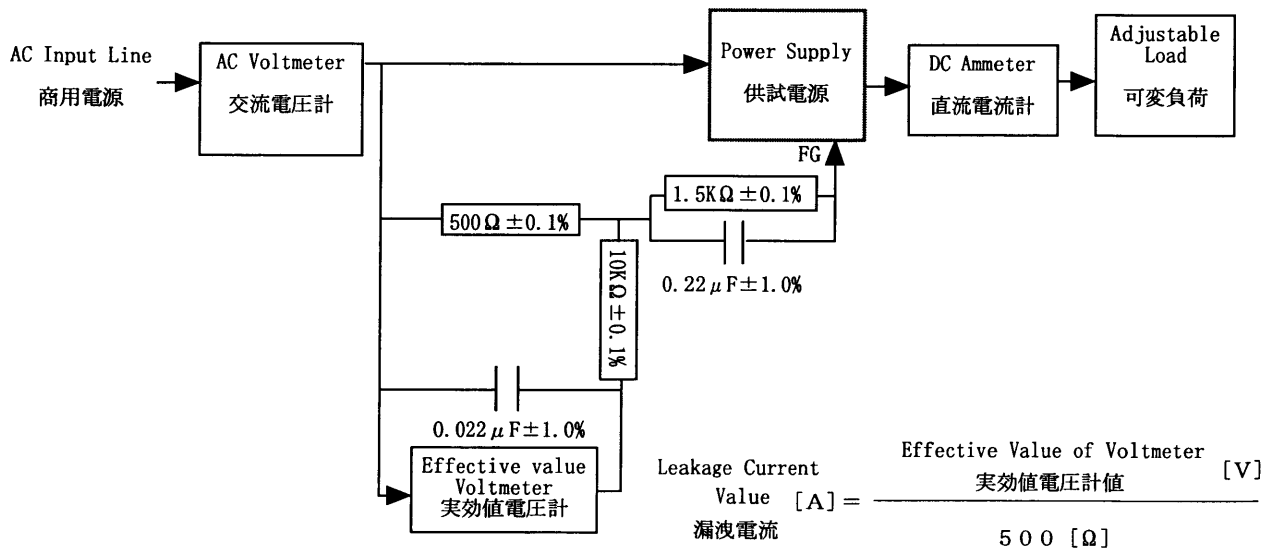 AC Input Line
商用電源
AC Voltmeter
交流電圧計
Power Supply
供試電源
DC Ammeter
直流電流計
Adjustable
Load
可変負荷
FG
500Ω±0.1%
1.5KΩ±0.1%
0.22μF±1.0%
10KΩ±0.1%
0.022μF±1.0%
Effective value
Voltmeter
実効値電圧計
Leakage Current
Value [A]=
漏洩電流
Effective Value of Voltmeter
実効値電圧計値 [V]
500 [Ω]